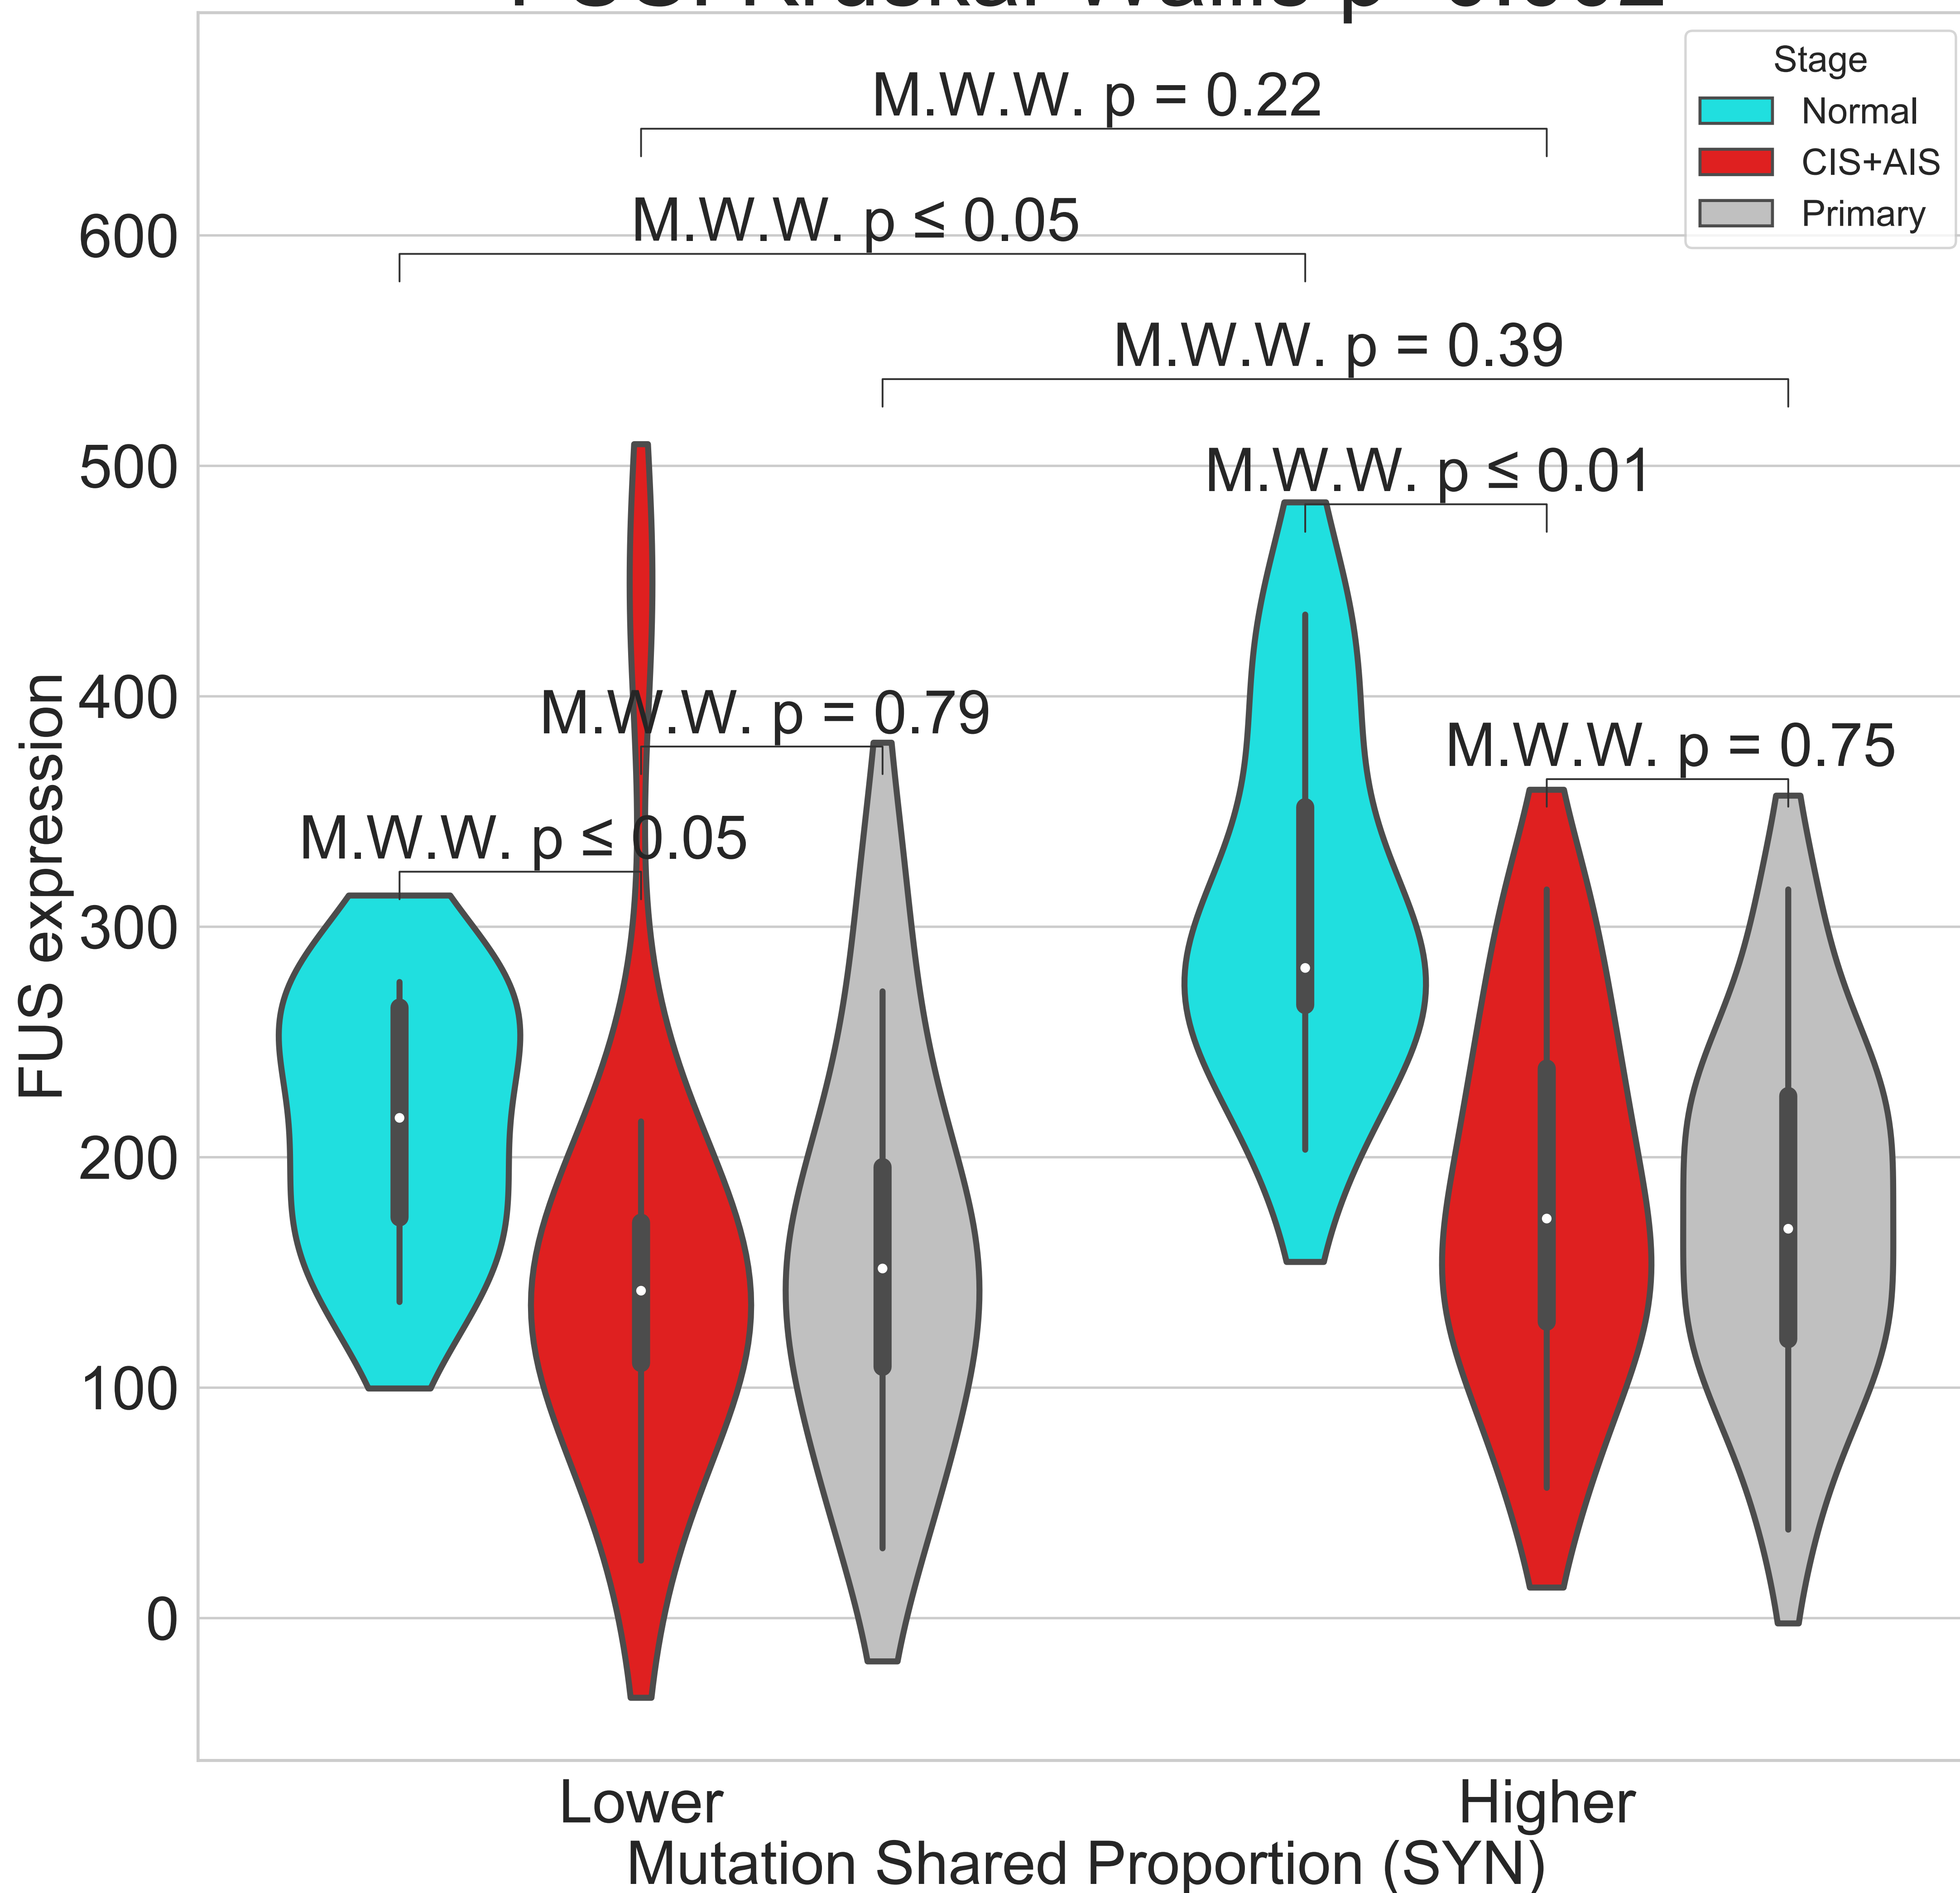 Stage
Normal
CIS+AIS
Primary
M.W.W. p = 0.22
M.W.W. p ≤ 0.05
M.W.W. p = 0.39
M.W.W. p ≤ 0.01
M.W.W. p = 0.79
M.W.W. p = 0.75
M.W.W. p ≤ 0.05
600
500
400
300
200
100
0
FUS expression
Lower
Higher
Mutation Shared Proportion (SYN)